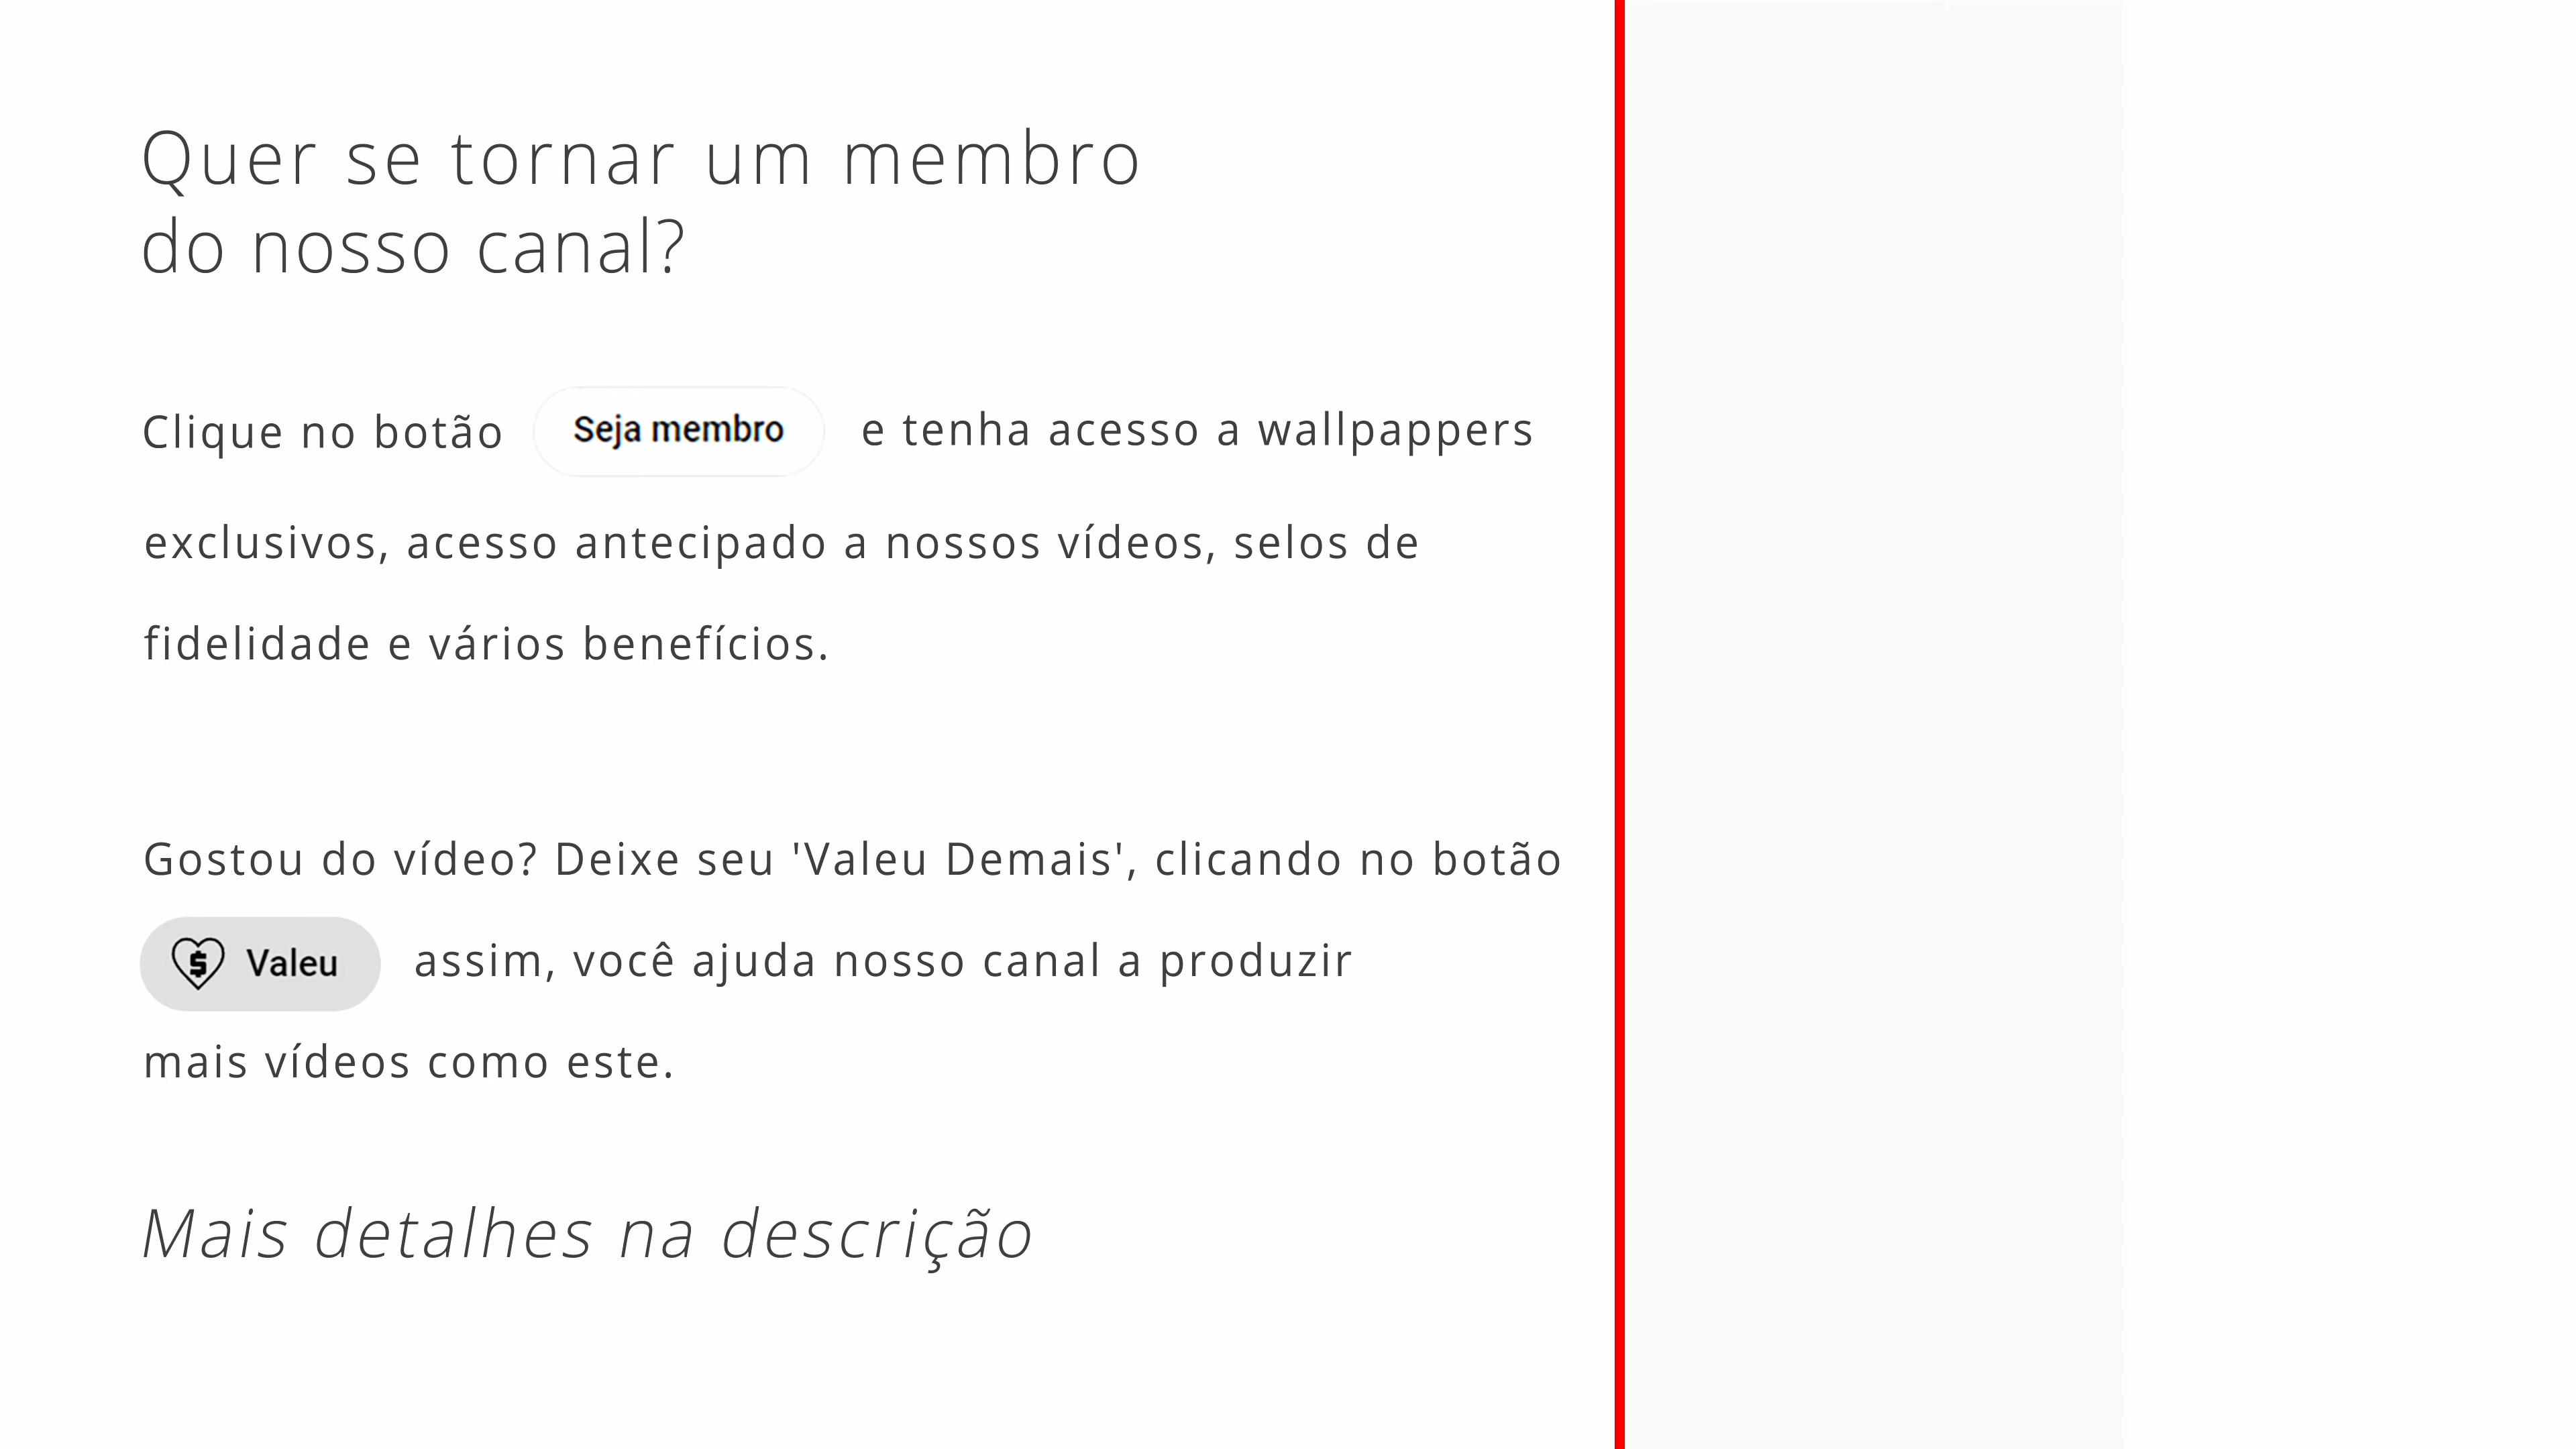 Quer se tornar um membro
do nosso canal?
Clique no botão Seja membro e tenha acesso a wallpappers
exclusivos, acesso antecipado a nossos vídeos, selos de
fidelidade e vários benefícios.
Gostou do vídeo? Deixe seu 'Valeu Demais', clicando no botão
$ Valeu assim, você ajuda nosso canal a produzir
mais vídeos como este.
Mais detalhes na descrição